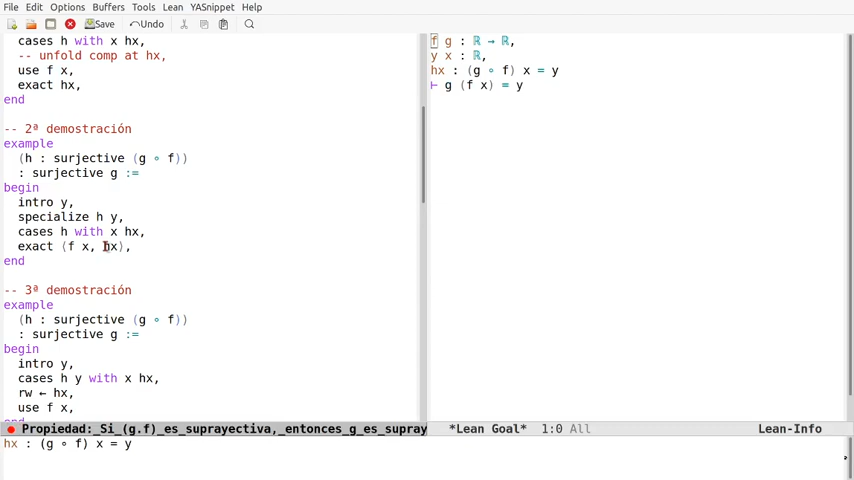 File Edit Options Buffers Tools Lean YASnippet Help
Save Undo
cases h with x hx,
-- unfold comp at hx,
use f x,
exact hx,
end
-- 2ª demostración
example
(h : surjective (g ∘ f))
: surjective g :=
begin
intro y,
specialize h y,
cases h with x hx,
exact ⟨f x, hx⟩,
end
-- 3ª demostración
example
(h : surjective (g ∘ f))
: surjective g :=
begin
intro y,
cases h y with x hx,
rw ← hx,
use f x,
end
Propiedad:_Si_(g.f)_es_suprayectiva,_entonces_g_es_supray
hx : (g ∘ f) x = y
f g : ℝ → ℝ,
y x : ℝ,
hx : (g ∘ f) x = y
⊢ g (f x) = y
*Lean Goal* 1:0 All Lean-Info